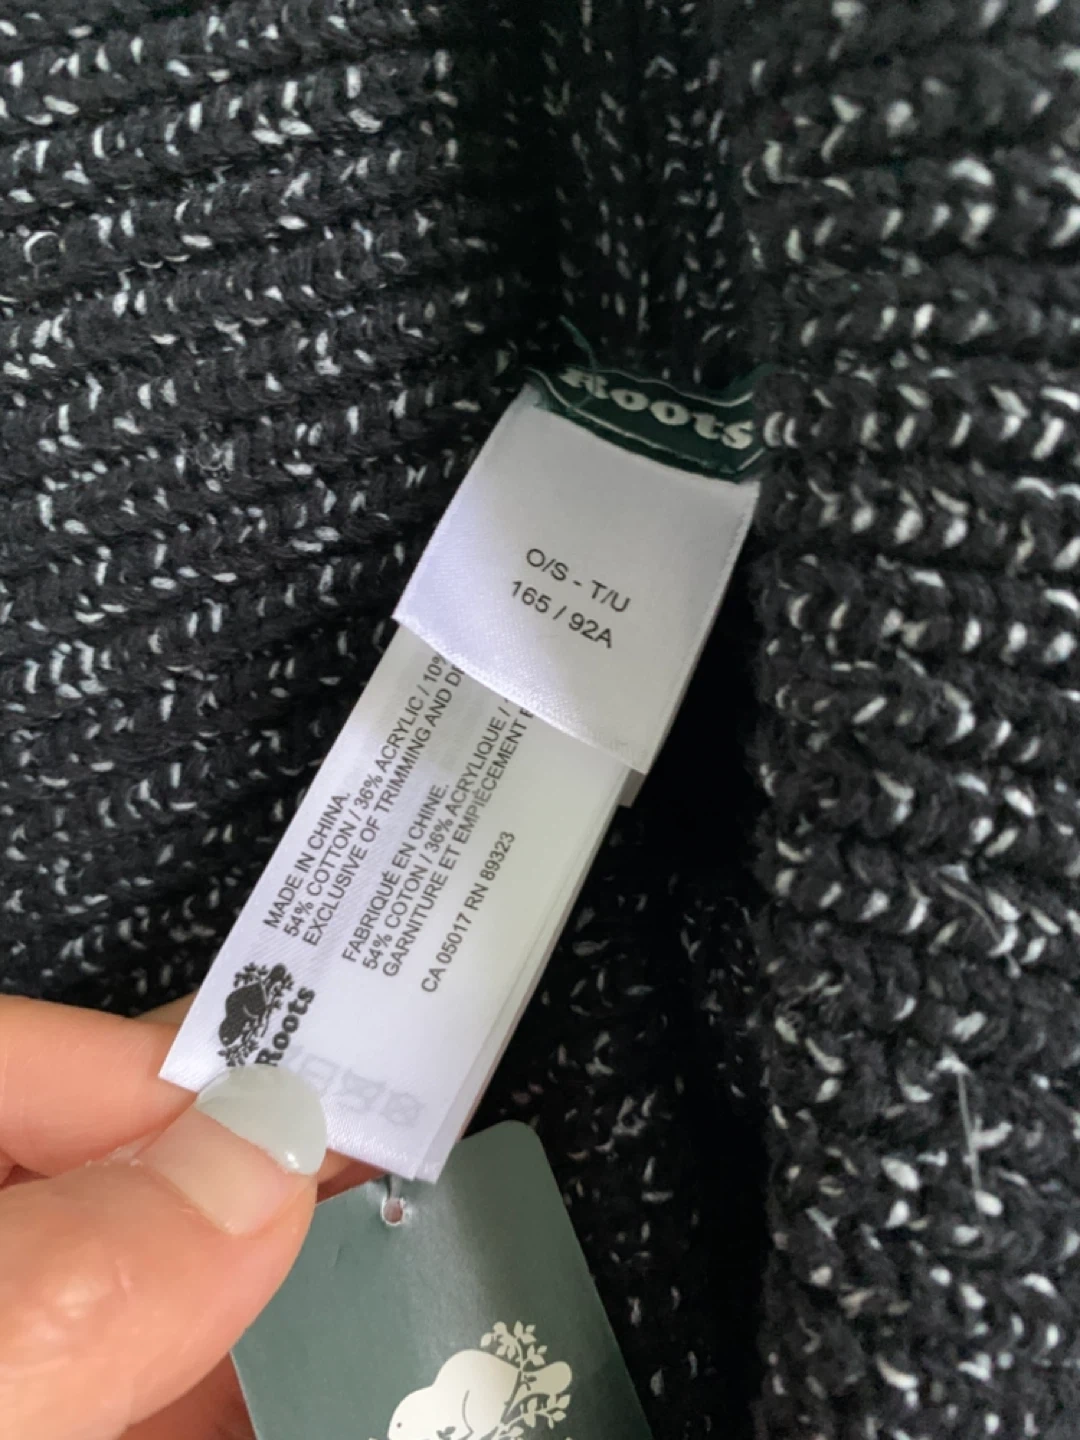 Roots
O/S - T/U
165 / 92A
MADE IN CHINA.
54% COTTON / 36% ACRYLIC / 10%
EXCLUSIVE OF TRIMMING AND
FABRIQUÉ EN CHINE.
54% COTON / 36% ACRYLIQUE /
GARNITURE ET EMPIÉCEMENT
CA 05017 RN 89323
Roots